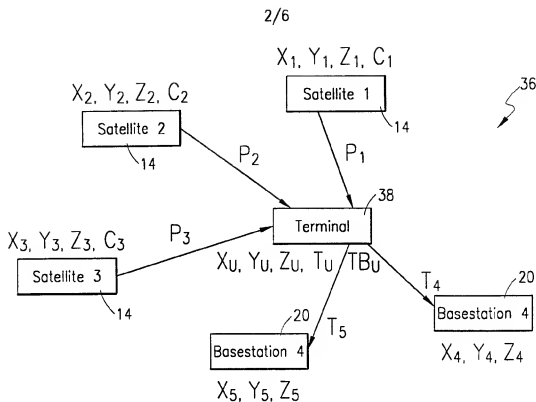 2/6
X1, Y1, Z1, C1
36
X2, Y2, Z2, C2
Satellite 1
Satellite 2
14
14
P2
P1
38
X3, Y3, Z3, C3
P3
Terminal
Satellite 3
XU, YU, ZU, TU TBU
14
T4
20
20
Basestation 4
T5
Basestation 4
X4, Y4, Z4
X5, Y5, Z5